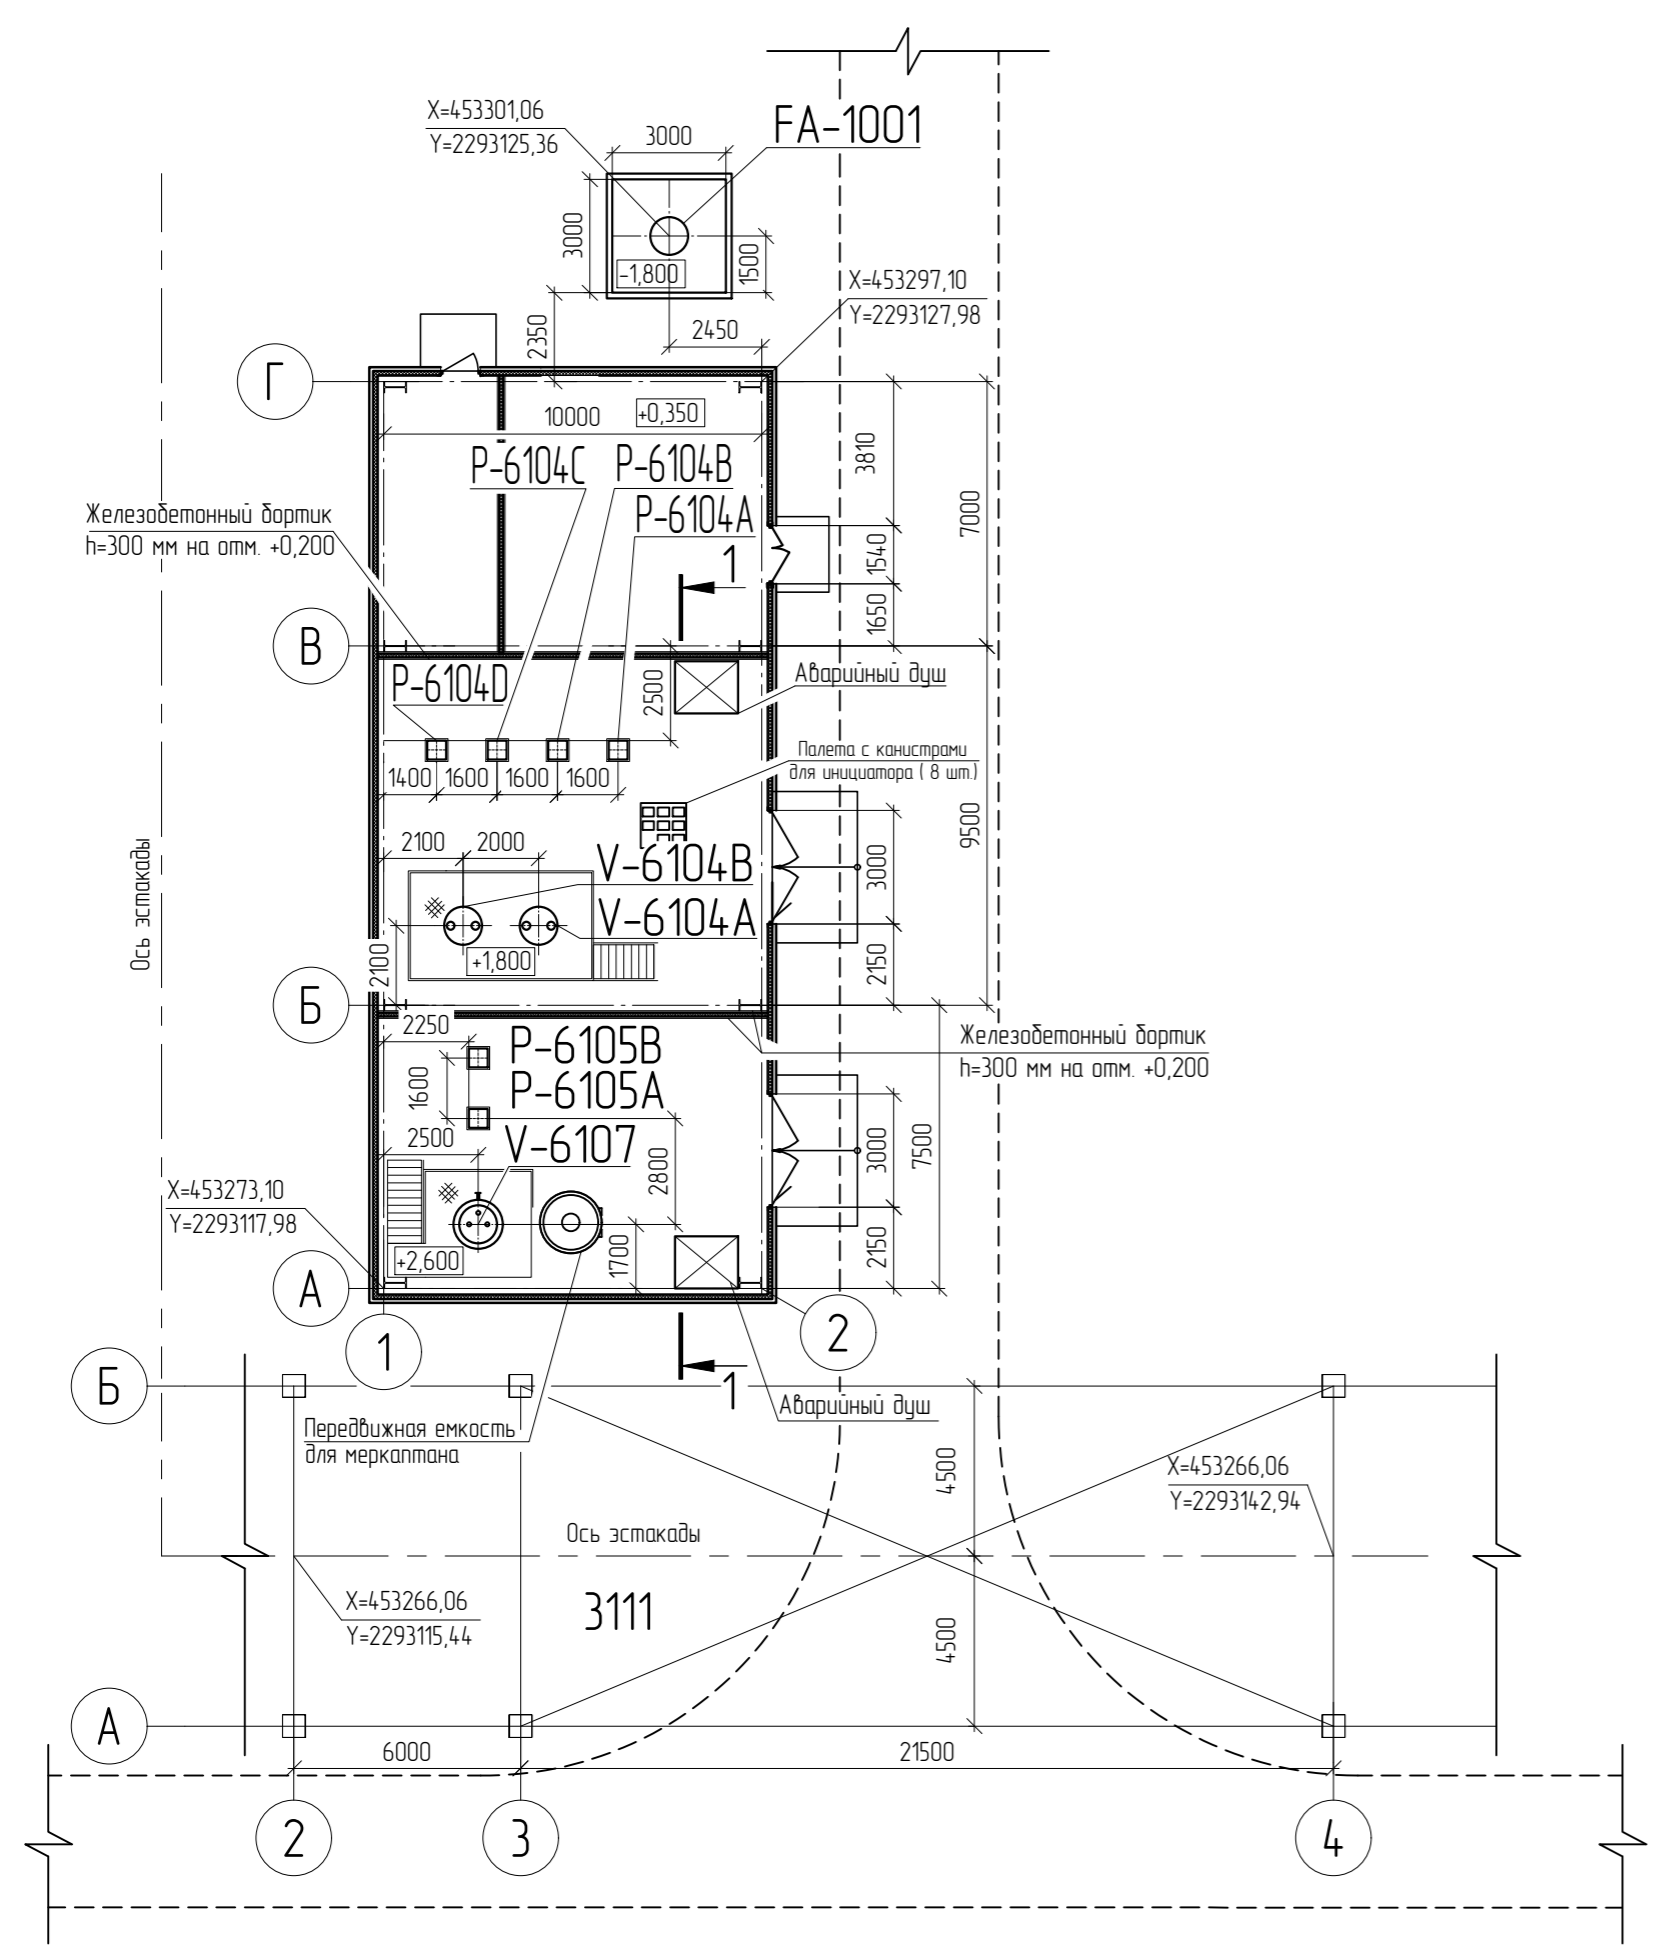 X=453301,06
Y=2293125,36
3000
FA-1001
3000
-1,800
1500
X=453297,10
Y=2293127,98
2350
2450
Г
10000
+0,350
3810
P-6104C
P-6104B
P-6104A
Железобетонный бортик
h=300 мм на отм. +0,200
7000
1
1540
1650
В
P-6104D
2500
Аварийный душ
1400
1600
1600
1600
Палета с канистрами
для инициатора ( 8 шт.)
9500
2100
2000
V-6104B
3000
Ось эстакады
V-6104A
+1,800
2100
2150
Б
2250
P-6105B
Железобетонный бортик
h=300 мм на отм. +0,200
1600
P-6105A
2500
V-6107
2800
3000
7500
X=453273,10
Y=2293117,98
+2,600
1700
2150
А
1
2
Б
1
Аварийный душ
Передвижная емкость
для меркаптана
4500
X=453266,06
Y=2293142,94
Ось эстакады
X=453266,06
Y=2293115,44
3111
4500
А
6000
21500
2
3
4